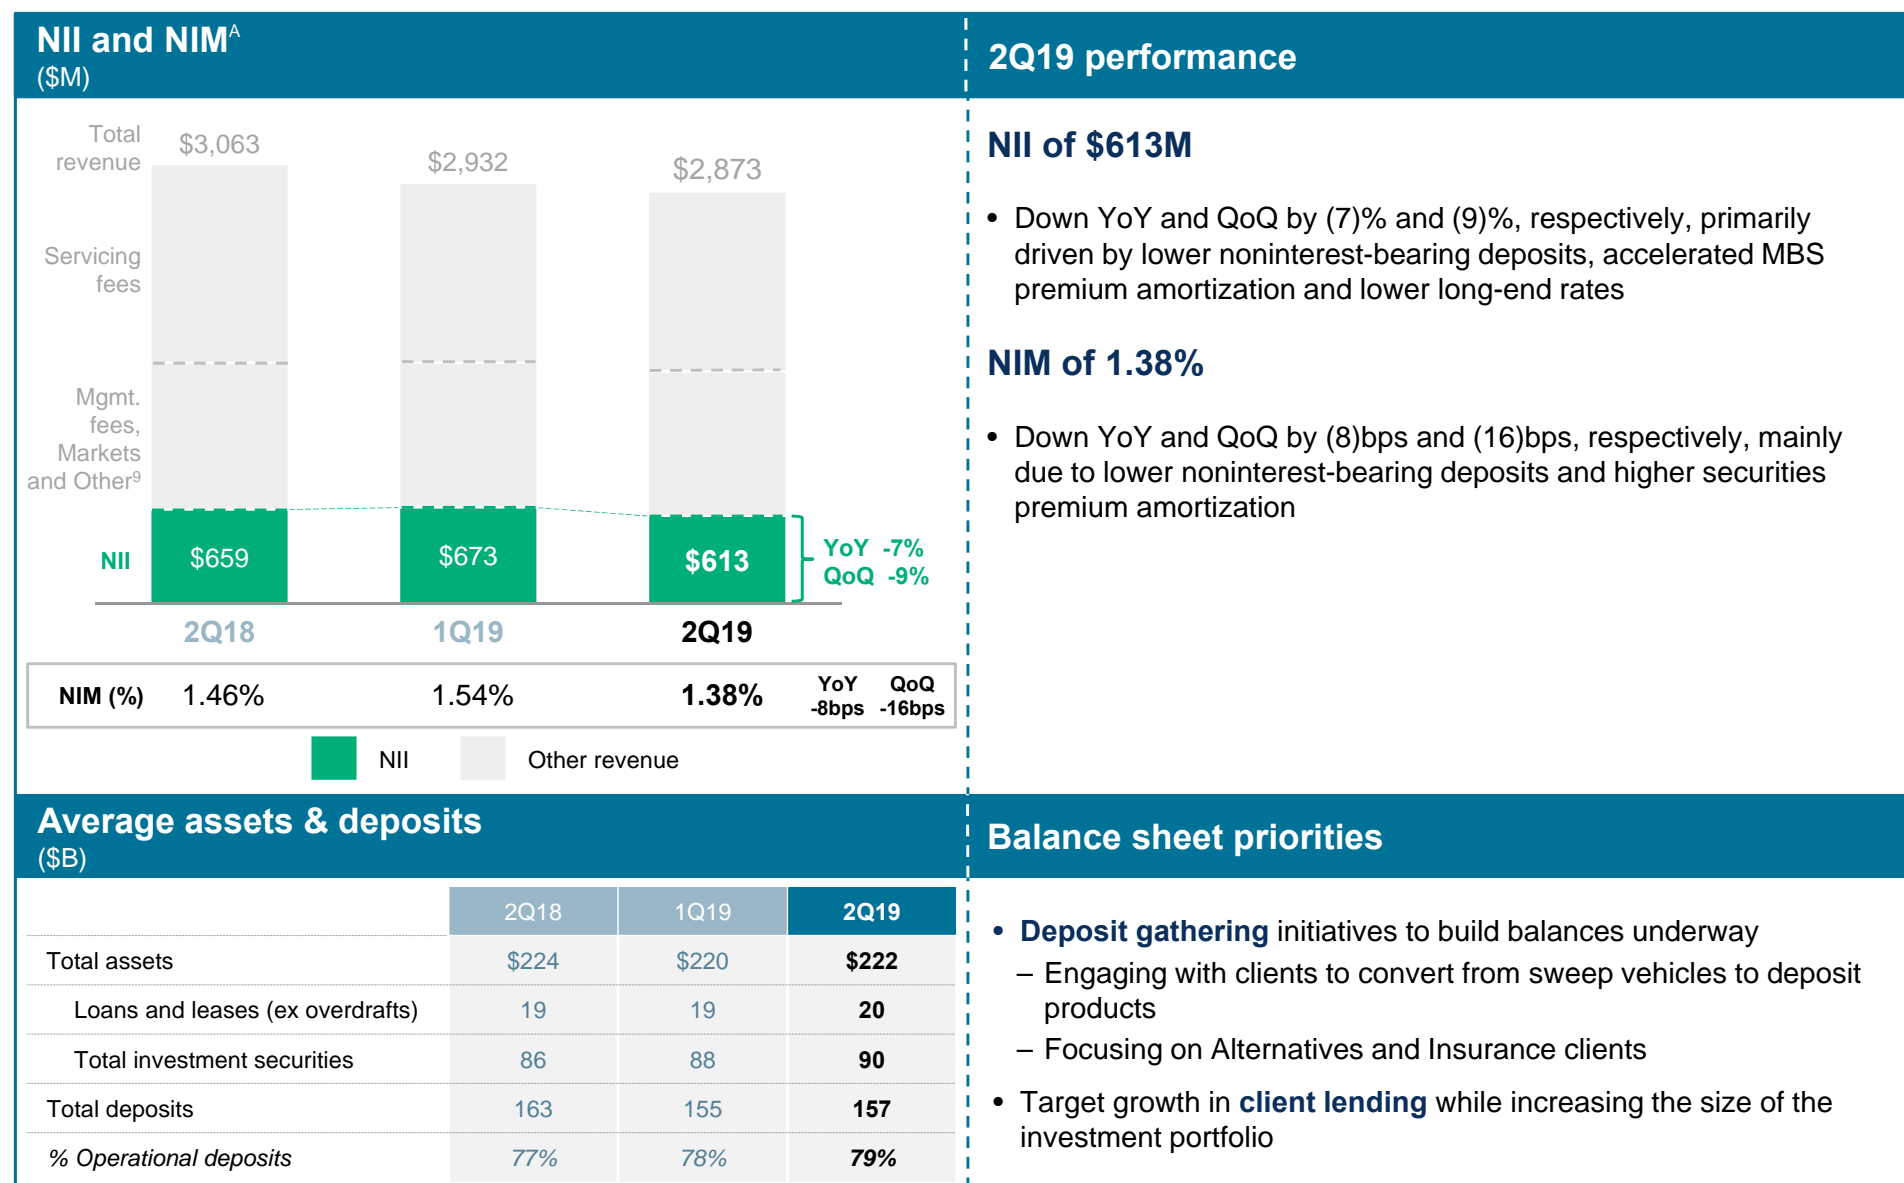 NII and NIM^A
($M)
2Q19 performance
Total
revenue
$3,063
$2,932
$2,873
Servicing
fees
Mgmt.
fees,
Markets
and Other⁹
NII
$659
$673
$613
YoY -7%
QoQ -9%
2Q18
1Q19
2Q19
NIM (%)
1.46%
1.54%
1.38%
YoY
-8bps
QoQ
-16bps
NII
Other revenue
NII of $613M
• Down YoY and QoQ by (7)% and (9)%, respectively, primarily
driven by lower noninterest-bearing deposits, accelerated MBS
premium amortization and lower long-end rates
NIM of 1.38%
• Down YoY and QoQ by (8)bps and (16)bps, respectively, mainly
due to lower noninterest-bearing deposits and higher securities
premium amortization
Average assets & deposits
($B)
2Q18 1Q19 2Q19
Total assets $224 $220 $222
Loans and leases (ex overdrafts) 19 19 20
Total investment securities 86 88 90
Total deposits 163 155 157
% Operational deposits 77% 78% 79%
Balance sheet priorities
• Deposit gathering initiatives to build balances underway
– Engaging with clients to convert from sweep vehicles to deposit
products
– Focusing on Alternatives and Insurance clients
• Target growth in client lending while increasing the size of the
investment portfolio